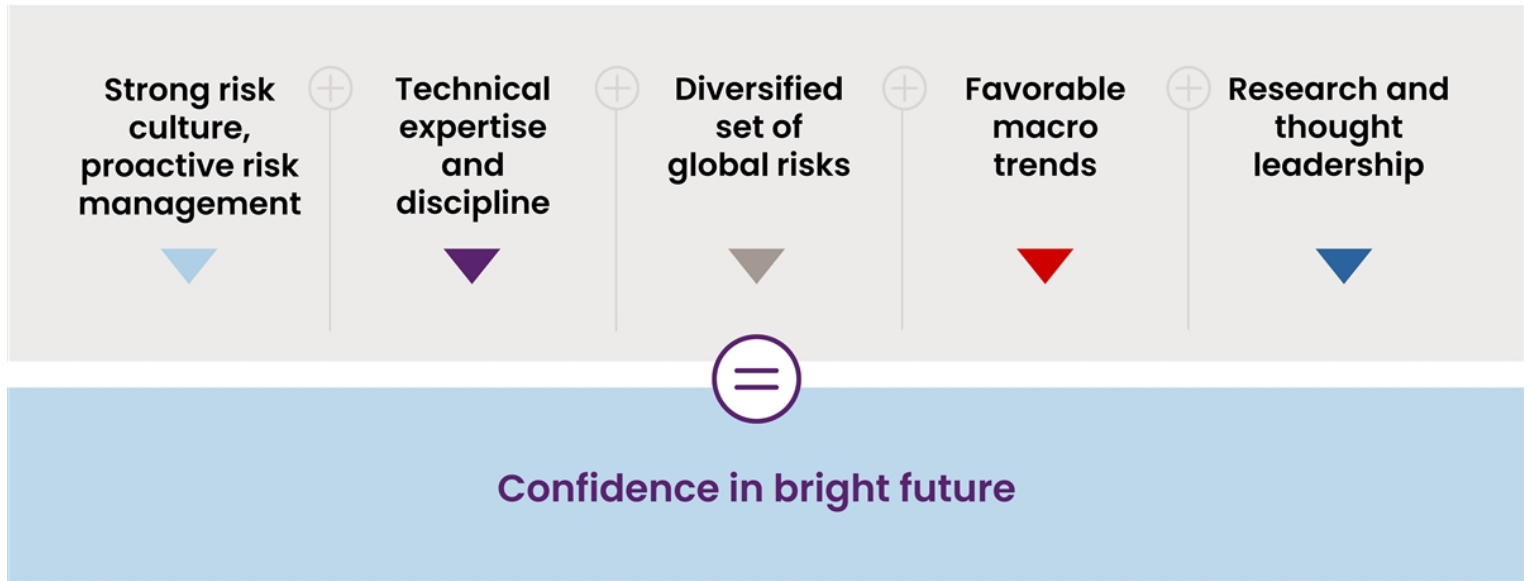 Strong risk
culture,
proactive risk
management
Technical
expertise
and
discipline
Diversified
set of
global risks
Favorable
macro
trends
Research and
thought
leadership
Confidence in bright future